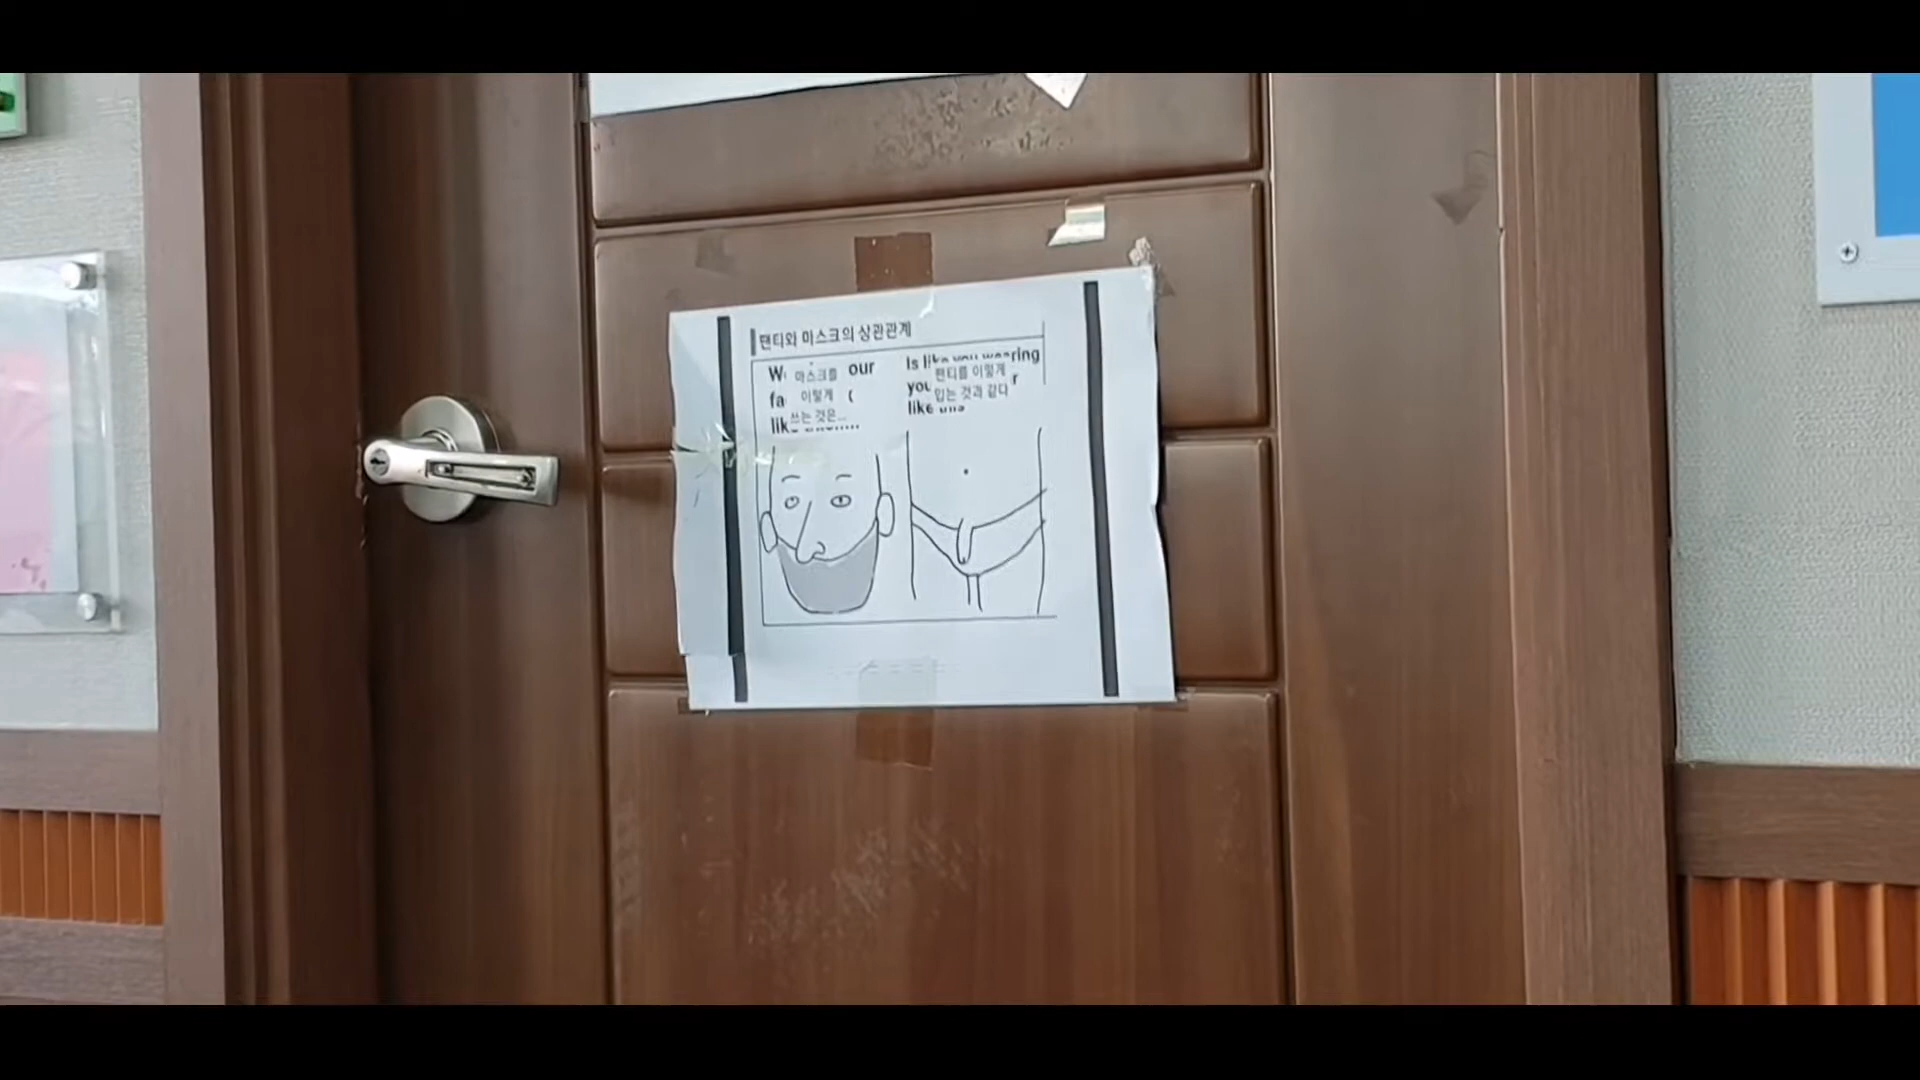 팬티와 마스크의 상관관계
마스크를 our
이렇게
쓰는 것은...
Is like you wearing
팬티를 이렇게
입는 것과 같다
like